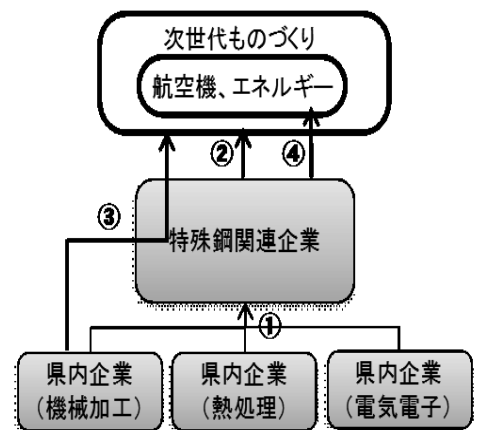 次世代ものづくり
航空機、エネルギー
②
④
③
特殊鋼関連企業
①
県内企業
（機械加工）
県内企業
（熱処理）
県内企業
（電気電子）